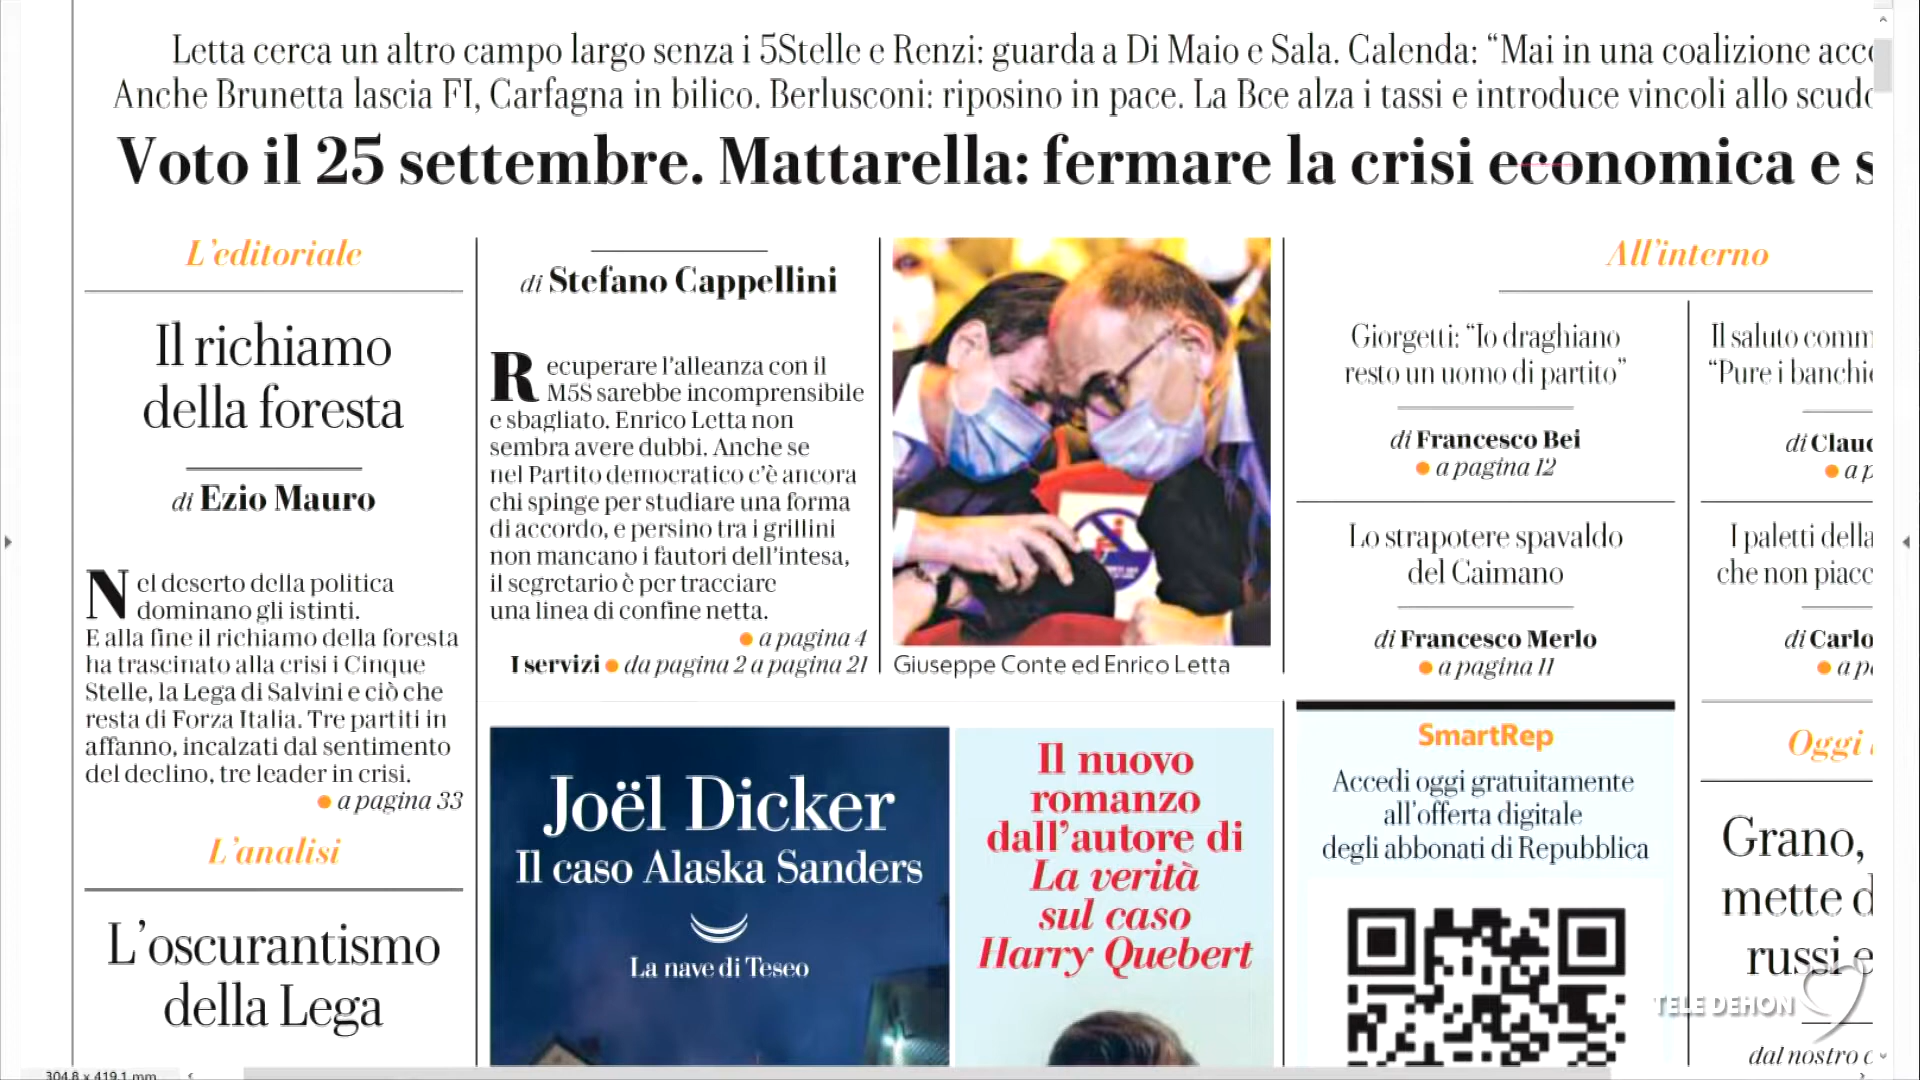 Letta cerca un altro campo largo senza i 5Stelle e Renzi: guarda a Di Maio e Sala. Calenda: “Mai in una coalizione
Anche Brunetta lascia FI, Carfagna in bilico. Berlusconi: riposino in pace. La Bce alza i tassi e introduce vincoli allo
Voto il 25 settembre. Mattarella: fermare la crisi economica e
L’editoriale
Il richiamo
della foresta
di Ezio Mauro
Nel deserto della politica
dominano gli istinti.
E alla fine il richiamo della foresta
ha trascinato alla crisi i Cinque
Stelle, la Lega di Salvini e ciò che
resta di Forza Italia. Tre partiti in
affanno, incalzati dal sentimento
del declino, tre leader in crisi.
● a pagina 33
L’analisi
L’oscurantismo
della Lega
di Stefano Cappellini
Recuperare l’alleanza con il
M5S sarebbe incomprensibile
e sbagliato. Enrico Letta non
sembra avere dubbi. Anche se
nel Partito democratico c’è ancora
chi spinge per studiare una forma
di accordo, e persino tra i grillini
non mancano i fautori dell’intesa,
il segretario è per tracciare
una linea di confine netta.
● a pagina 4
I servizi ● da pagina 2 a pagina 21
Giuseppe Conte ed Enrico Letta
Joël Dicker
Il caso Alaska Sanders
La nave di Teseo
Il nuovo
romanzo
dall’autore di
La verità
sul caso
Harry Quebert
All’interno
Giorgetti: “Io draghiano
resto un uomo di partito”
di Francesco Bei
● a pagina 12
Lo strapotere spavaldo
del Caimano
di Francesco Merlo
● a pagina 11
SmartRep
Accedi oggi gratuitamente
all’offerta digitale
degli abbonati di Repubblica
Il saluto
“Pure i
di
● a
I paletti
che non
di Carlo
● a
Oggi
Grano,
mette
russi e
dal nostro
TELE DEHON
304,8 x 419,1 mm